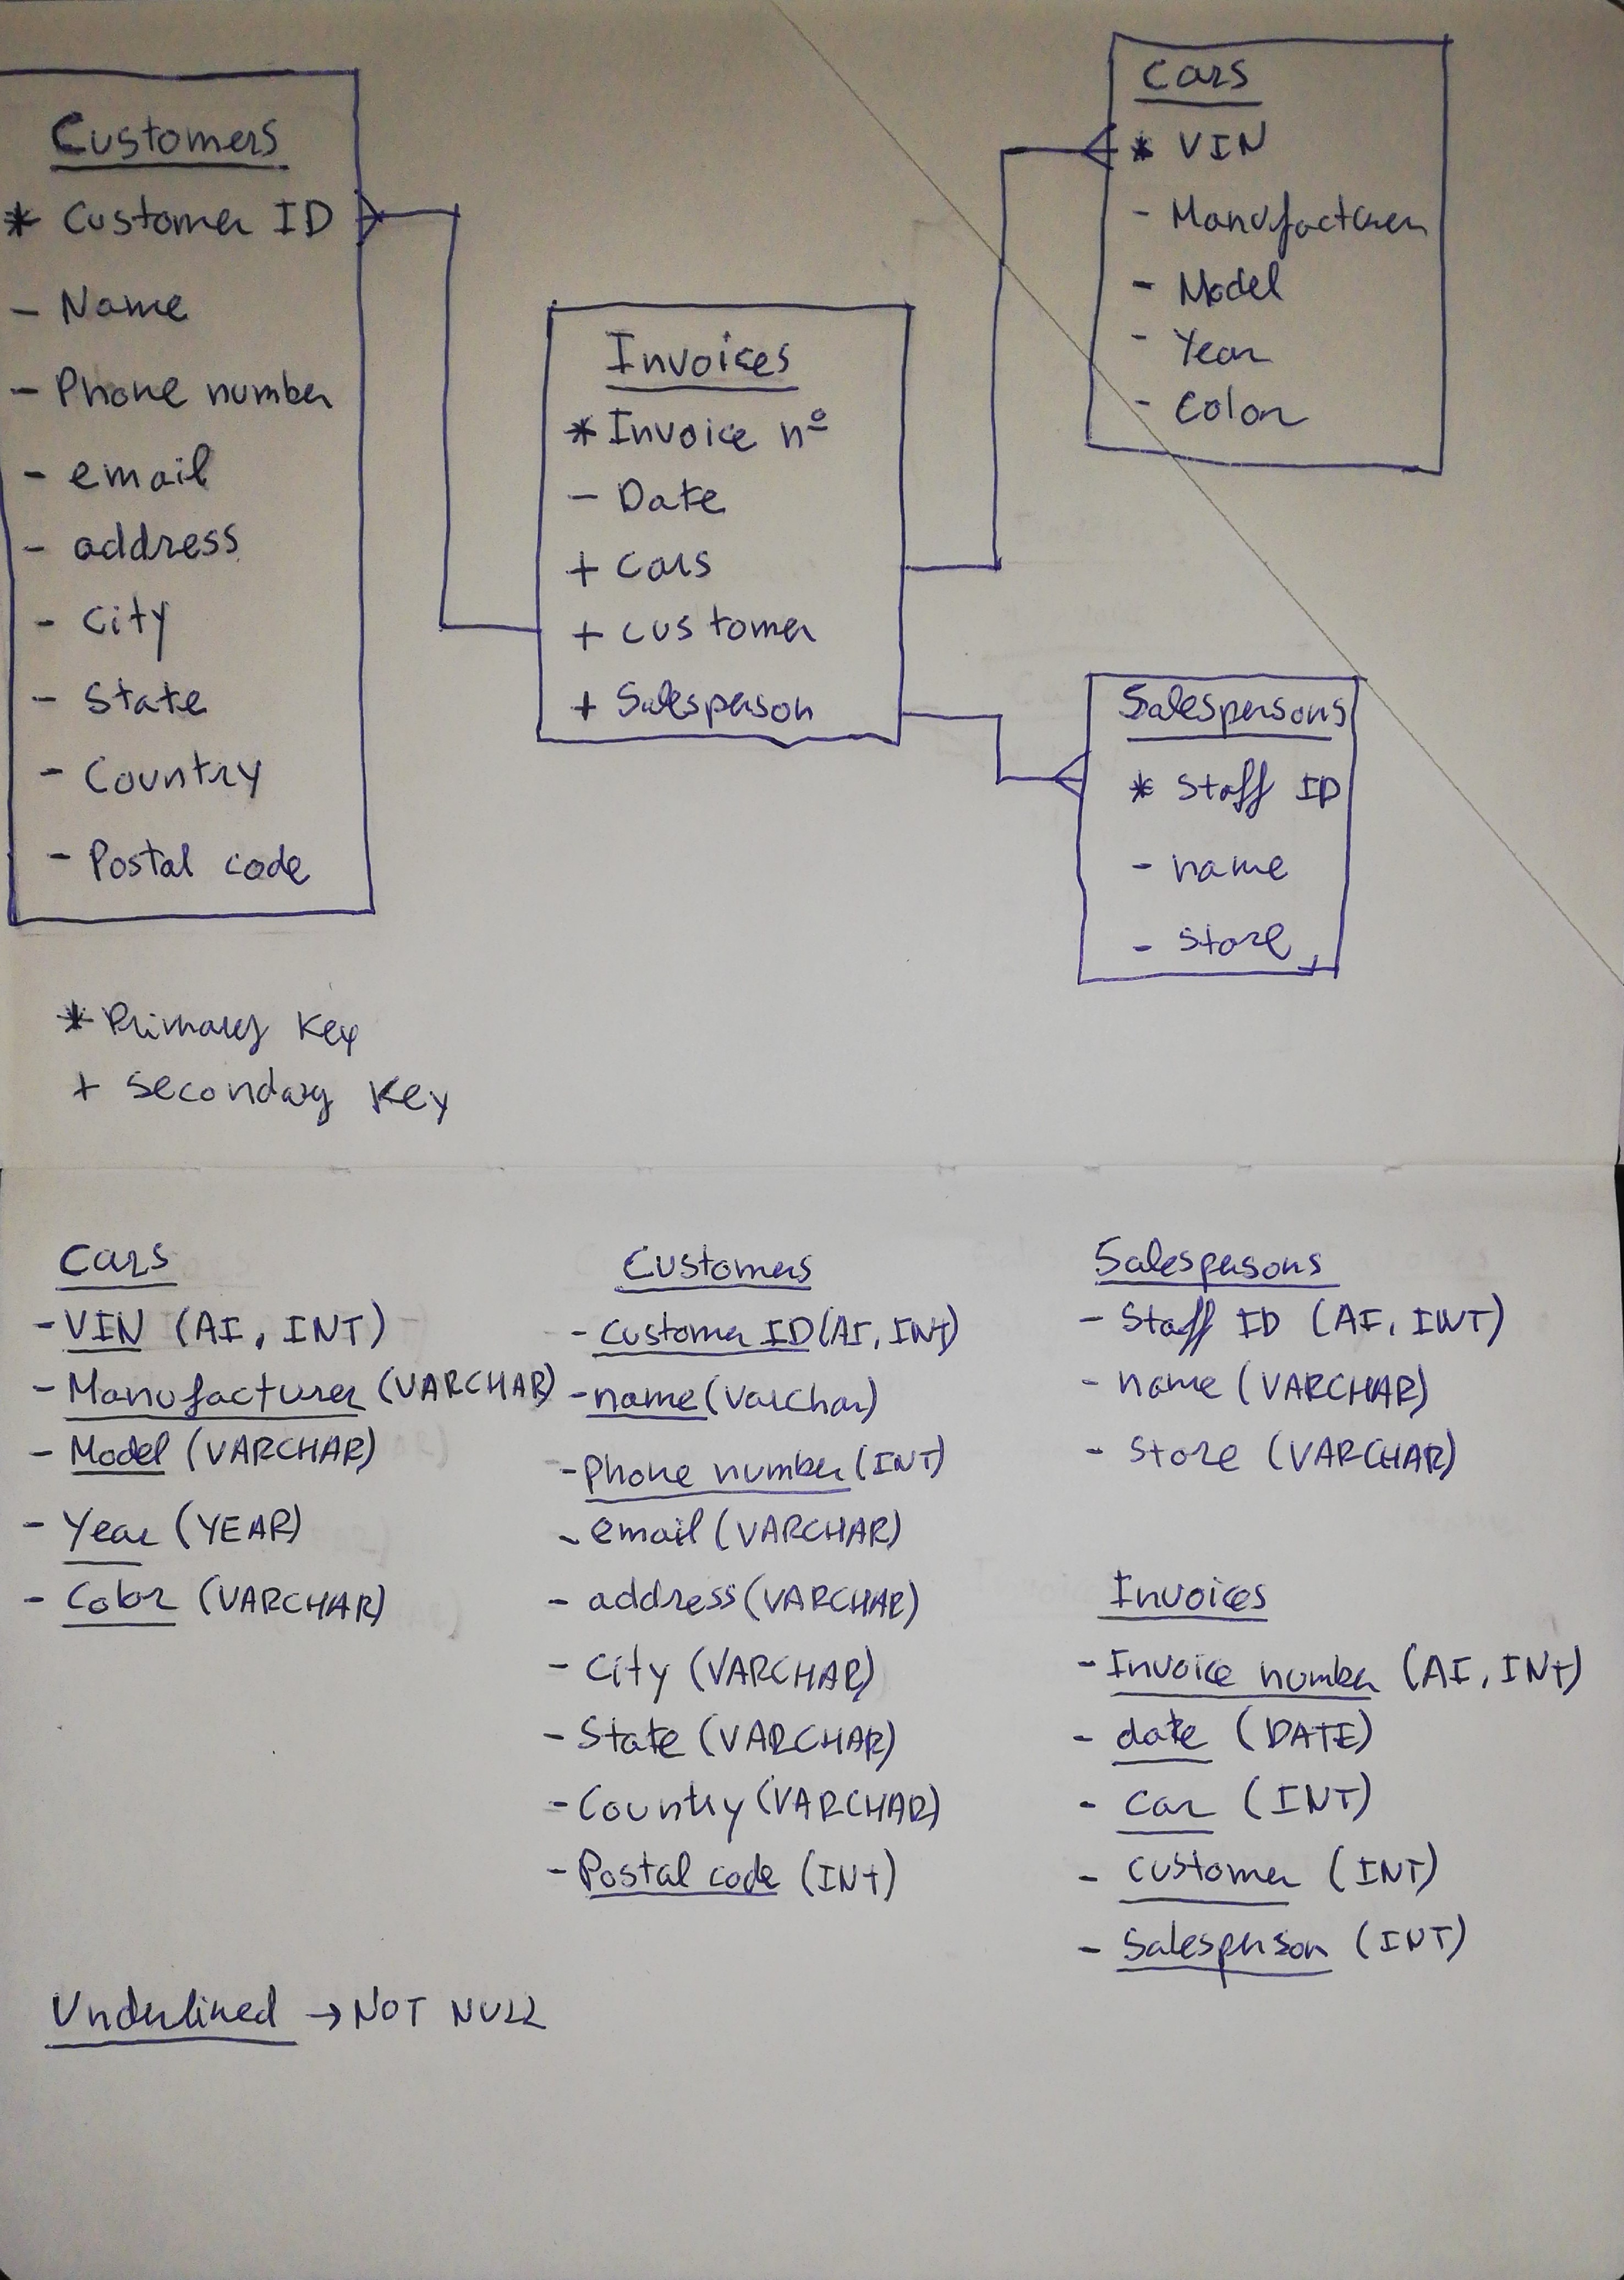 Customers
* Customer ID
- Name
- Phone number
- email
- address
- City
- State
- Country
- Postal code
Invoices
* Invoice nº
- Date
+ Cars
+ customer
+ Salesperson
Cars
* VIN
- Manufacturer
- Model
- Year
- Color
Salespersons
* Staff ID
- name
- store
* Primary Key
+ Secondary Key
Cars
- VIN (AI, INT)
- Manufacturer (VARCHAR)
- Model (VARCHAR)
- Year (YEAR)
- Color (VARCHAR)
Customers
- Customer ID (AI, INT)
- name (Varchar)
- Phone number (INT)
- email (VARCHAR)
- address (VARCHAR)
- City (VARCHAR)
- State (VARCHAR)
- Country (VARCHAR)
- Postal code (INT)
Salespersons
- Staff ID (AI, INT)
- name (VARCHAR)
- Store (VARCHAR)
Invoices
- Invoice number (AI, INT)
- date (DATE)
- Car (INT)
- Customer (INT)
- Salesperson (INT)
Underlined → NOT NULL